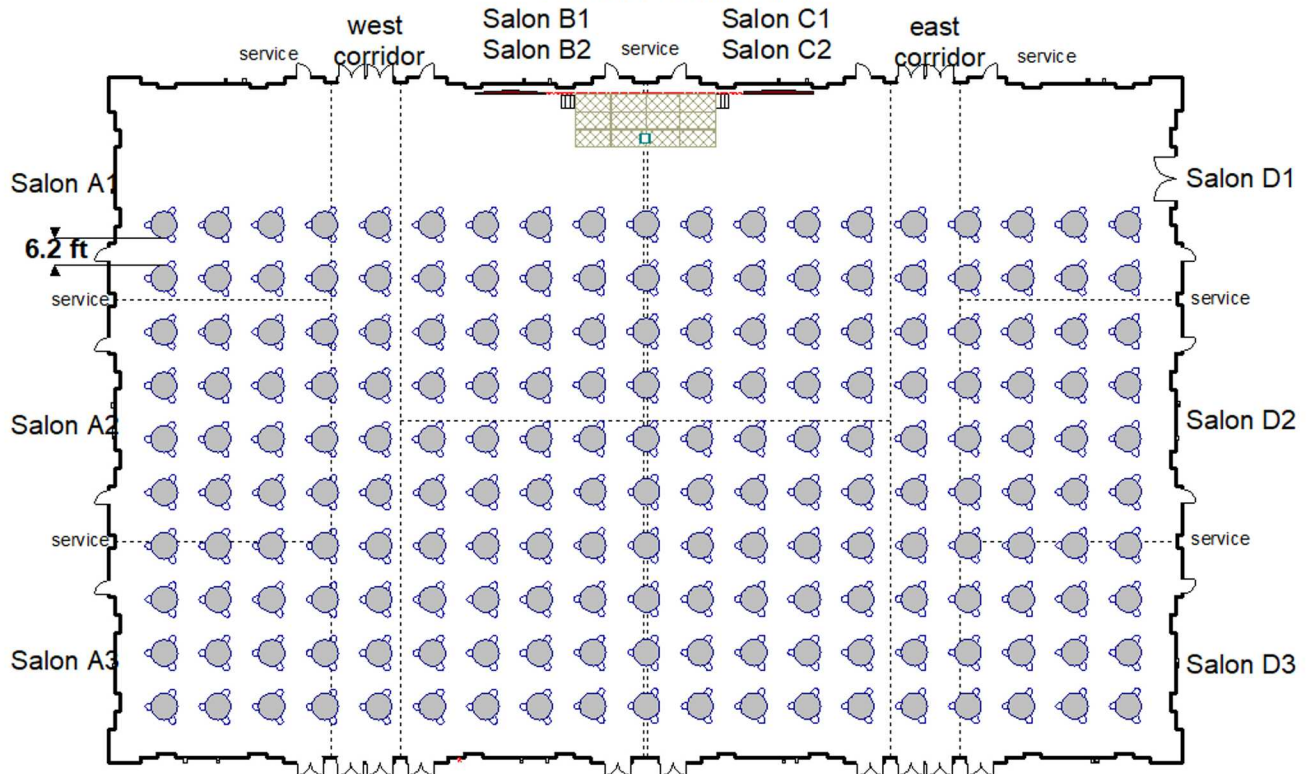 west
corridor
service
Salon B1
Salon B2
service
Salon C1
Salon C2
east
corridor
service
Salon A1
Salon D1
6.2 ft
service
service
Salon A2
Salon D2
service
service
Salon A3
Salon D3